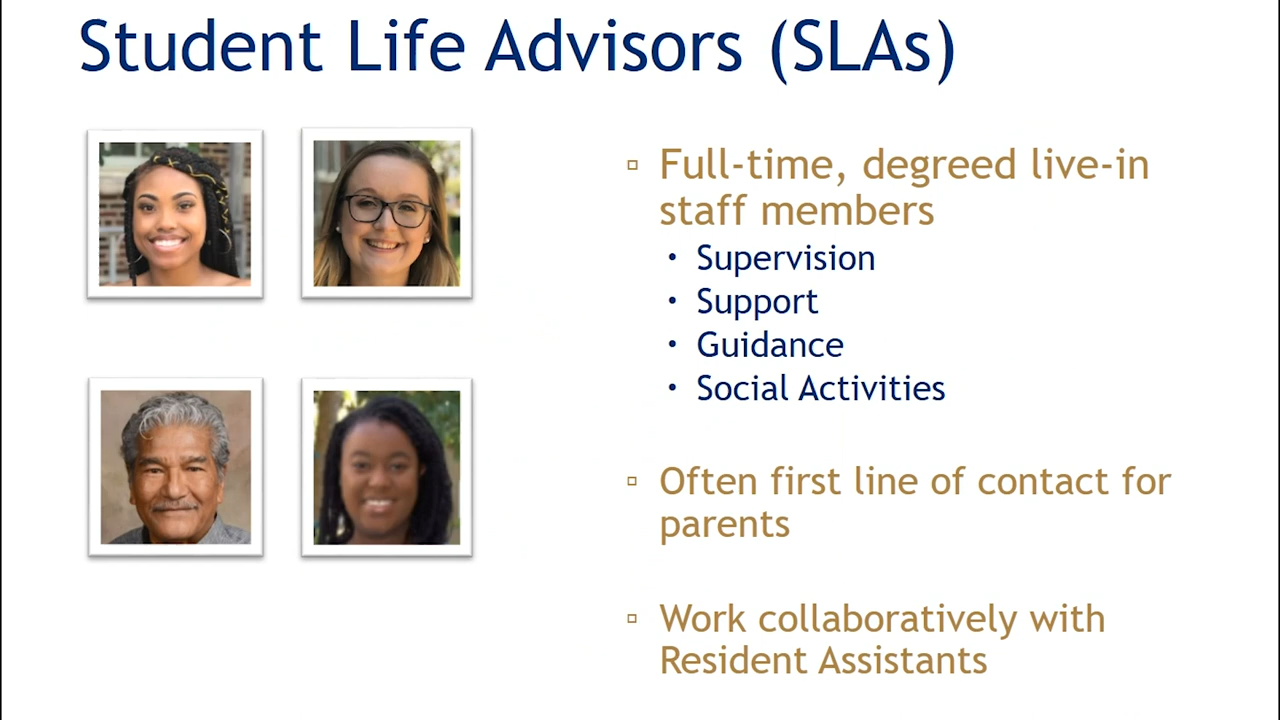 Student Life Advisors (SLAs)
▫ Full-time, degreed live-in
staff members
• Supervision
• Support
• Guidance
• Social Activities
▫ Often first line of contact for
parents
▫ Work collaboratively with
Resident Assistants